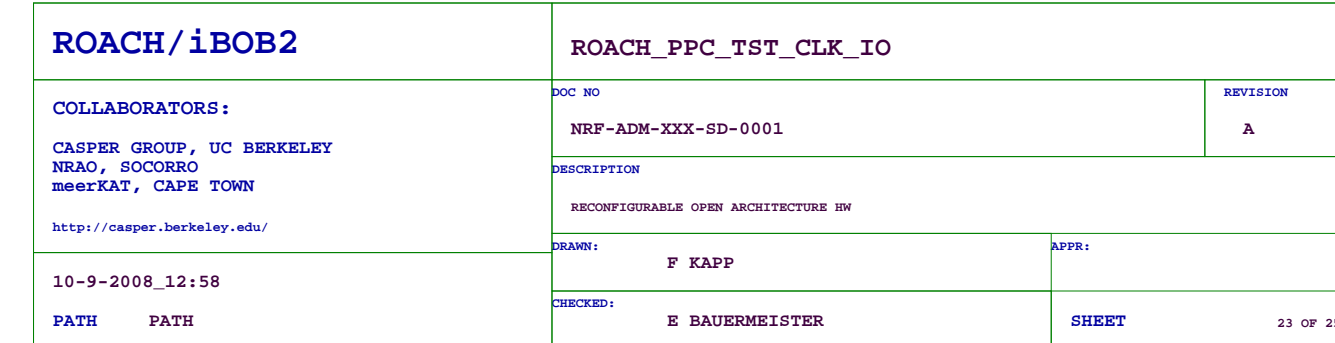 ROACH/iBOB2
COLLABORATORS:
CASPER GROUP, UC BERKELEY
NRAO, SOCORRO
meerKAT, CAPE TOWN
http://casper.berkeley.edu/
10-9-2008_12:58
PATH PATH
ROACH_PPC_TST_CLK_IO
DOC NO
NRF-ADM-XXX-SD-0001
REVISION
A
DESCRIPTION
RECONFIGURABLE OPEN ARCHITECTURE HW
DRAWN:
F KAPP
APPR:
CHECKED:
E BAUERMEISTER
SHEET 23 OF